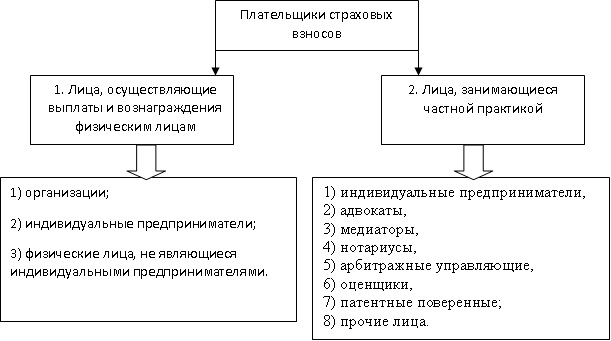 Плательщики страховых
взносов
1. Лица, осуществляющие
выплаты и вознаграждения
физическим лицам
2. Лица, занимающиеся
частной практикой
1) организации;
2) индивидуальные предприниматели;
3) физические лица, не являющиеся
индивидуальными предпринимателями.
1) индивидуальные предприниматели,
2) адвокаты,
3) медиаторы,
4) нотариусы,
5) арбитражные управляющие,
6) оценщики,
7) патентные поверенные;
8) прочие лица.